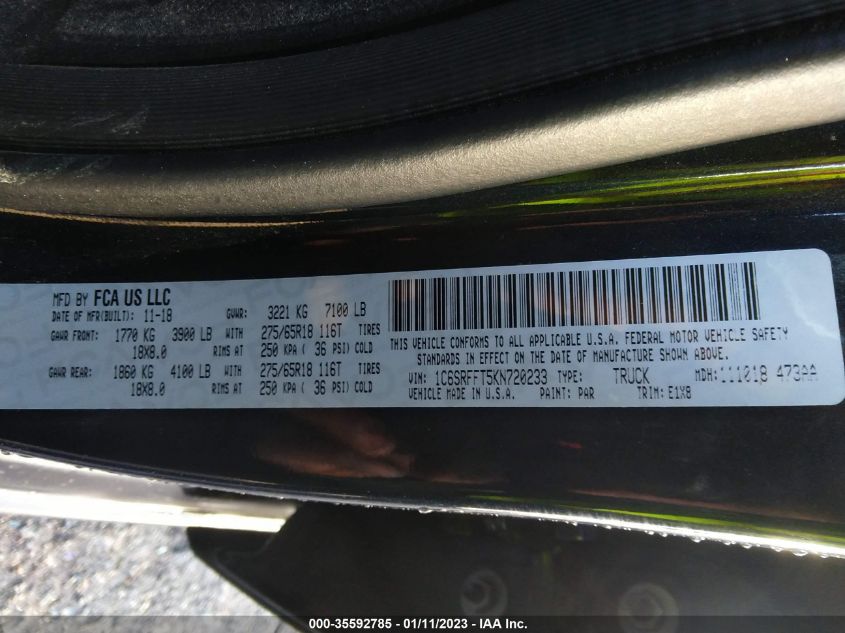 MFD BY FCA US LLC
DATE OF MFR(BUILT): 11-18 GVWR: 3221 KG 7100 LB
GAWR FRONT: 1770 KG 3900 LB WITH 275/65R18 116T TIRES
18X8.0 RIMS AT 250 KPA ( 36 PSI) COLD
GAWR REAR: 1860 KG 4100 LB WITH 275/65R18 116T TIRES
18X8.0 RIMS AT 250 KPA ( 36 PSI) COLD
THIS VEHICLE CONFORMS TO ALL APPLICABLE U.S.A. FEDERAL MOTOR VEHICLE SAFETY
STANDARDS IN EFFECT ON THE DATE OF MANUFACTURE SHOWN ABOVE.
VIN: 1C6SRFFT5KN720233 TYPE: TRUCK MDH: 111018 473AA
VEHICLE MADE IN U.S.A. PAINT: PAR TRIM: E1X8
000-35592785 - 01/11/2023 - IAA Inc.